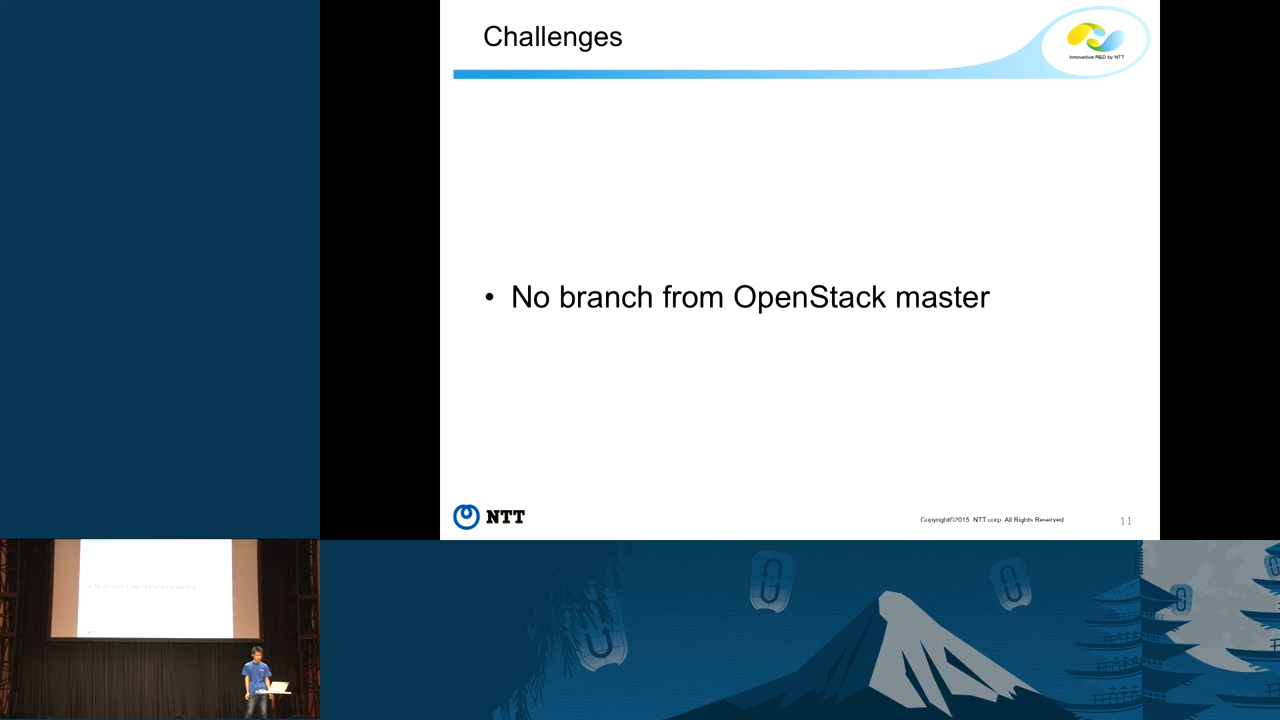 Challenges
Innovative R&D by NTT
• No branch from OpenStack master
NTT
Copyright©2015 NTT corp. All Rights Reserved
11